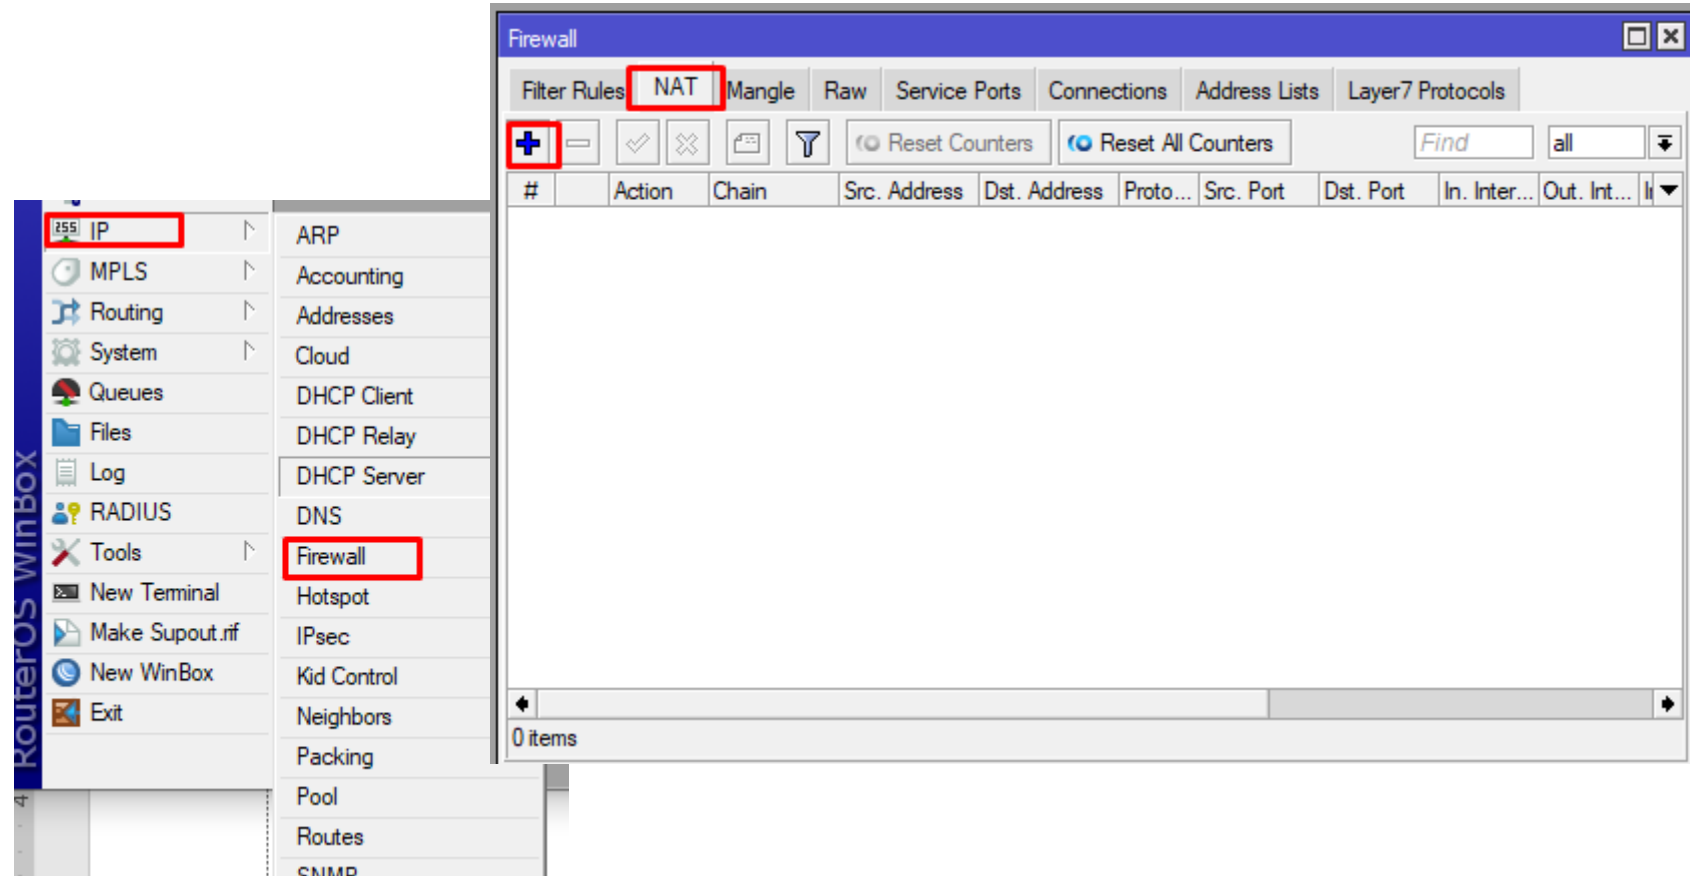 Firewall
Filter Rules NAT Mangle Raw Service Ports Connections Address Lists Layer7 Protocols
Reset Counters Reset All Counters Find all
# Action Chain Src. Address Dst. Address Proto... Src. Port Dst. Port In. Inter... Out. Int...
0 items
RouterOS WinBox
255 IP
MPLS
Routing
System
Queues
Files
Log
RADIUS
Tools
New Terminal
Make Supout.rif
New WinBox
Exit
ARP
Accounting
Addresses
Cloud
DHCP Client
DHCP Relay
DHCP Server
DNS
Firewall
Hotspot
IPsec
Kid Control
Neighbors
Packing
Pool
Routes
SNMP
4